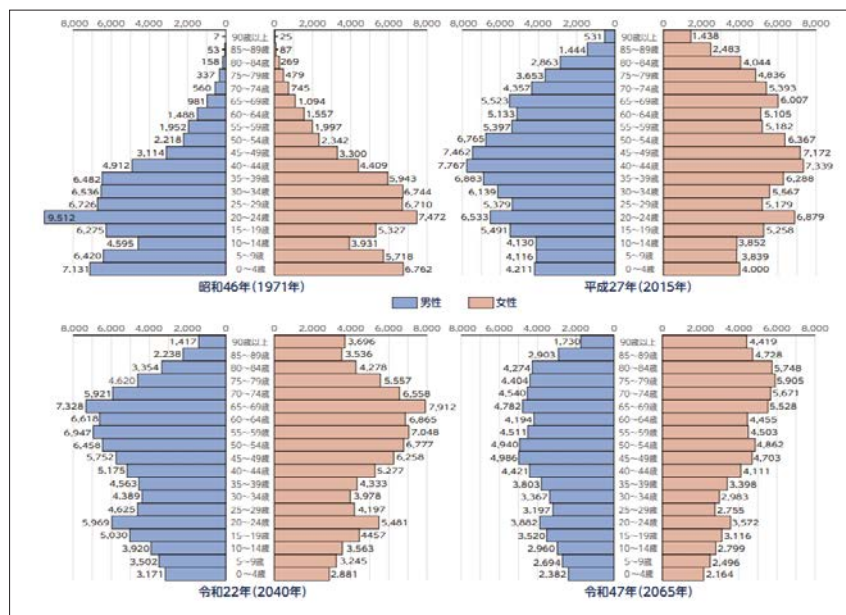 8,000 6,000 4,000 2,000 0 0 2,000 4,000 6,000 8,000
7 90歳以上 25
53 85~89歳 87
158 80~84歳 269
337 75~79歳 479
560 70~74歳 745
981 65~69歳 1,094
1,488 60~64歳 1,557
1,952 55~59歳 1,997
2,218 50~54歳 2,342
3,114 45~49歳 3,300
4,912 40~44歳 4,409
6,482 35~39歳 5,943
6,536 30~34歳 6,744
6,726 25~29歳 6,710
9,512 20~24歳 7,472
6,275 15~19歳 5,327
4,595 10~14歳 3,931
6,420 5~9歳 5,718
7,131 0~4歳 6,762
昭和46年(1971年)
8,000 6,000 4,000 2,000 0 0 2,000 4,000 6,000 8,000
531 90歳以上 1,438
1,444 85~89歳 2,483
2,863 80~84歳 4,044
3,653 75~79歳 4,836
4,357 70~74歳 5,393
5,523 65~69歳 6,007
5,133 60~64歳 5,105
5,397 55~59歳 5,182
6,765 50~54歳 6,367
7,462 45~49歳 7,172
7,767 40~44歳 7,339
6,883 35~39歳 6,288
6,139 30~34歳 5,567
5,379 25~29歳 5,179
6,533 20~24歳 6,879
5,491 15~19歳 5,258
4,130 10~14歳 3,852
4,116 5~9歳 3,839
4,211 0~4歳 4,000
平成27年(2015年)
男性 女性
8,000 6,000 4,000 2,000 0 0 2,000 4,000 6,000 8,000
1,417 90歳以上 3,696
2,238 85~89歳 3,536
3,354 80~84歳 4,278
4,620 75~79歳 5,557
5,921 70~74歳 6,558
7,328 65~69歳 7,912
6,618 60~64歳 6,865
6,947 55~59歳 7,048
6,458 50~54歳 6,777
5,752 45~49歳 6,258
5,175 40~44歳 5,277
4,563 35~39歳 4,333
4,389 30~34歳 3,978
4,625 25~29歳 4,197
5,969 20~24歳 5,481
5,030 15~19歳 4457
3,920 10~14歳 3,563
3,502 5~9歳 3,245
3,171 0~4歳 2,881
令和22年(2040年)
8,000 6,000 4,000 2,000 0 0 2,000 4,000 6,000 8,000
1,730 90歳以上 4,419
2,903 85~89歳 4,728
4,274 80~84歳 5,748
4,404 75~79歳 5,905
4,540 70~74歳 5,671
4,782 65~69歳 5,528
4,194 60~64歳 4,455
4,511 55~59歳 4,503
4,940 50~54歳 4,862
4,986 45~49歳 4,703
4,421 40~44歳 4,111
3,803 35~39歳 3,398
3,367 30~34歳 2,983
3,197 25~29歳 2,755
3,882 20~24歳 3,572
3,520 15~19歳 3,116
2,960 10~14歳 2,799
2,694 5~9歳 2,496
2,382 0~4歳 2,164
令和47年(2065年)